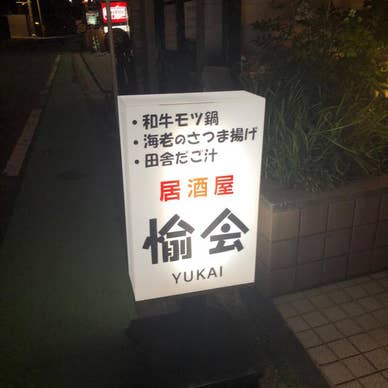 ・和牛モツ鍋
・海老のさつま揚げ
・田舎だご汁
居酒屋
愉会
YUKAI